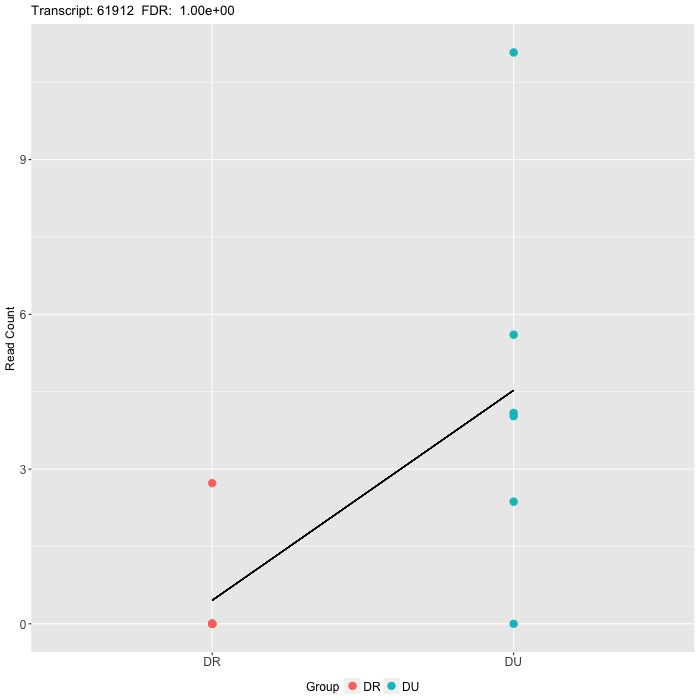 Transcript: 61912  FDR:  1.00e+00
Read Count
9
6
3
0
DR DU
Group DR DU